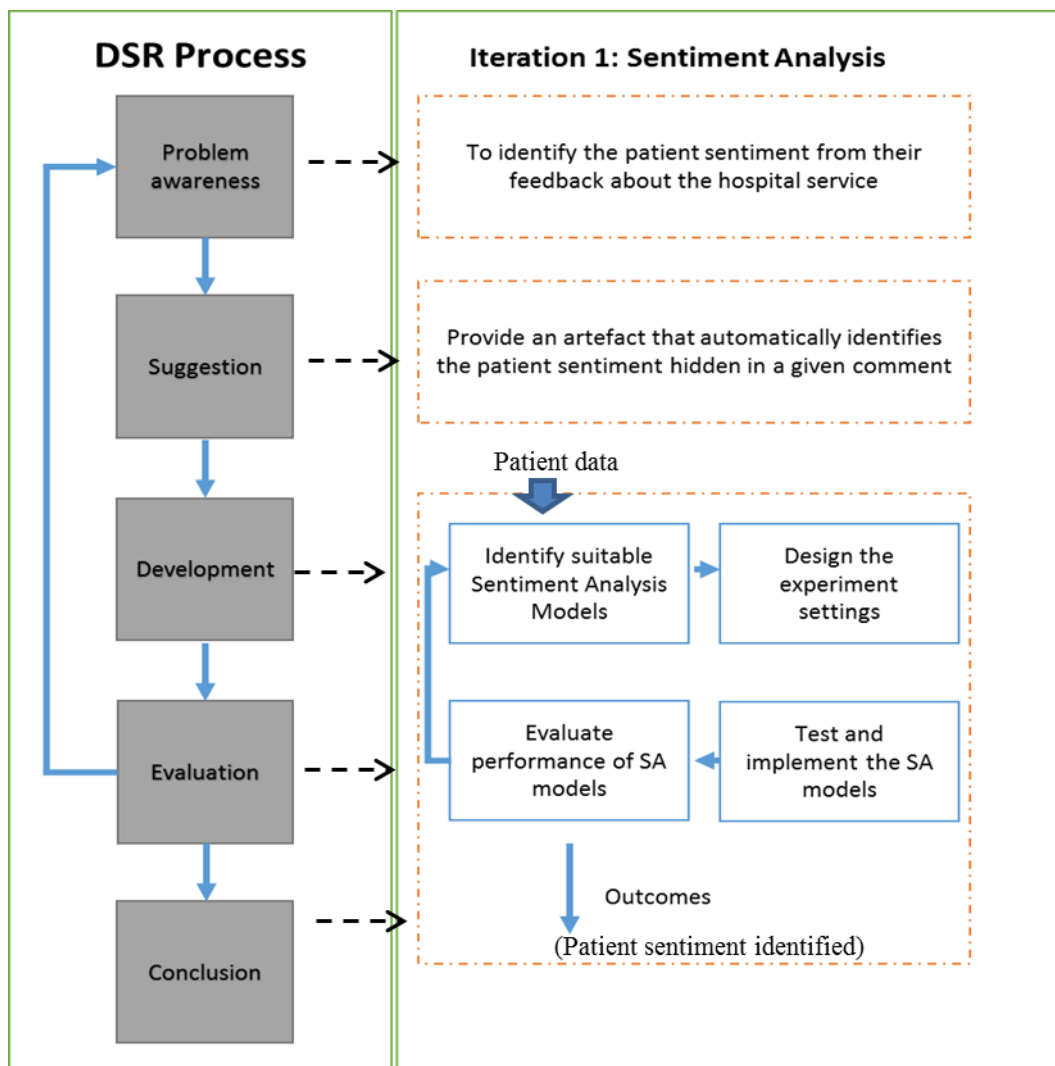 DSR Process
Problem
awareness
Suggestion
Development
Evaluation
Conclusion
Iteration 1: Sentiment Analysis
To identify the patient sentiment from their
feedback about the hospital service
Provide an artefact that automatically identifies
the patient sentiment hidden in a given comment
Patient data
Identify suitable
Sentiment Analysis
Models
Design the
experiment
settings
Test and
implement the SA
models
Evaluate
performance of SA
models
Outcomes
(Patient sentiment identified)